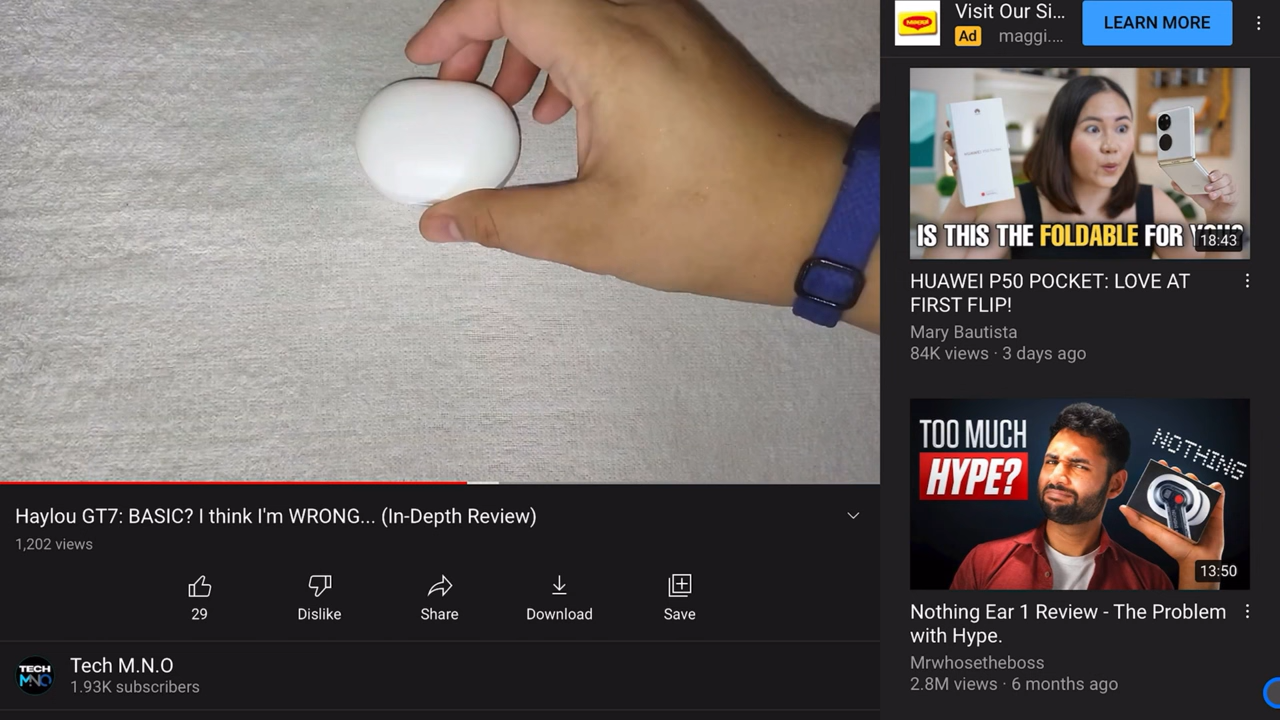 Haylou GT7: BASIC? I think I'm WRONG... (In-Depth Review)
1,202 views
29
Dislike
Share
Download
Save
TECH
MNO
Tech M.N.O
1.93K subscribers
MAGGI
Visit Our Si...
Ad maggi....
LEARN MORE
IS THIS THE FOLDABLE FOR YOU?
18:43
HUAWEI P50 POCKET: LOVE AT
FIRST FLIP!
Mary Bautista
84K views · 3 days ago
TOO MUCH
HYPE?
NOTHING
13:50
Nothing Ear 1 Review - The Problem
with Hype.
Mrwhosetheboss
2.8M views · 6 months ago